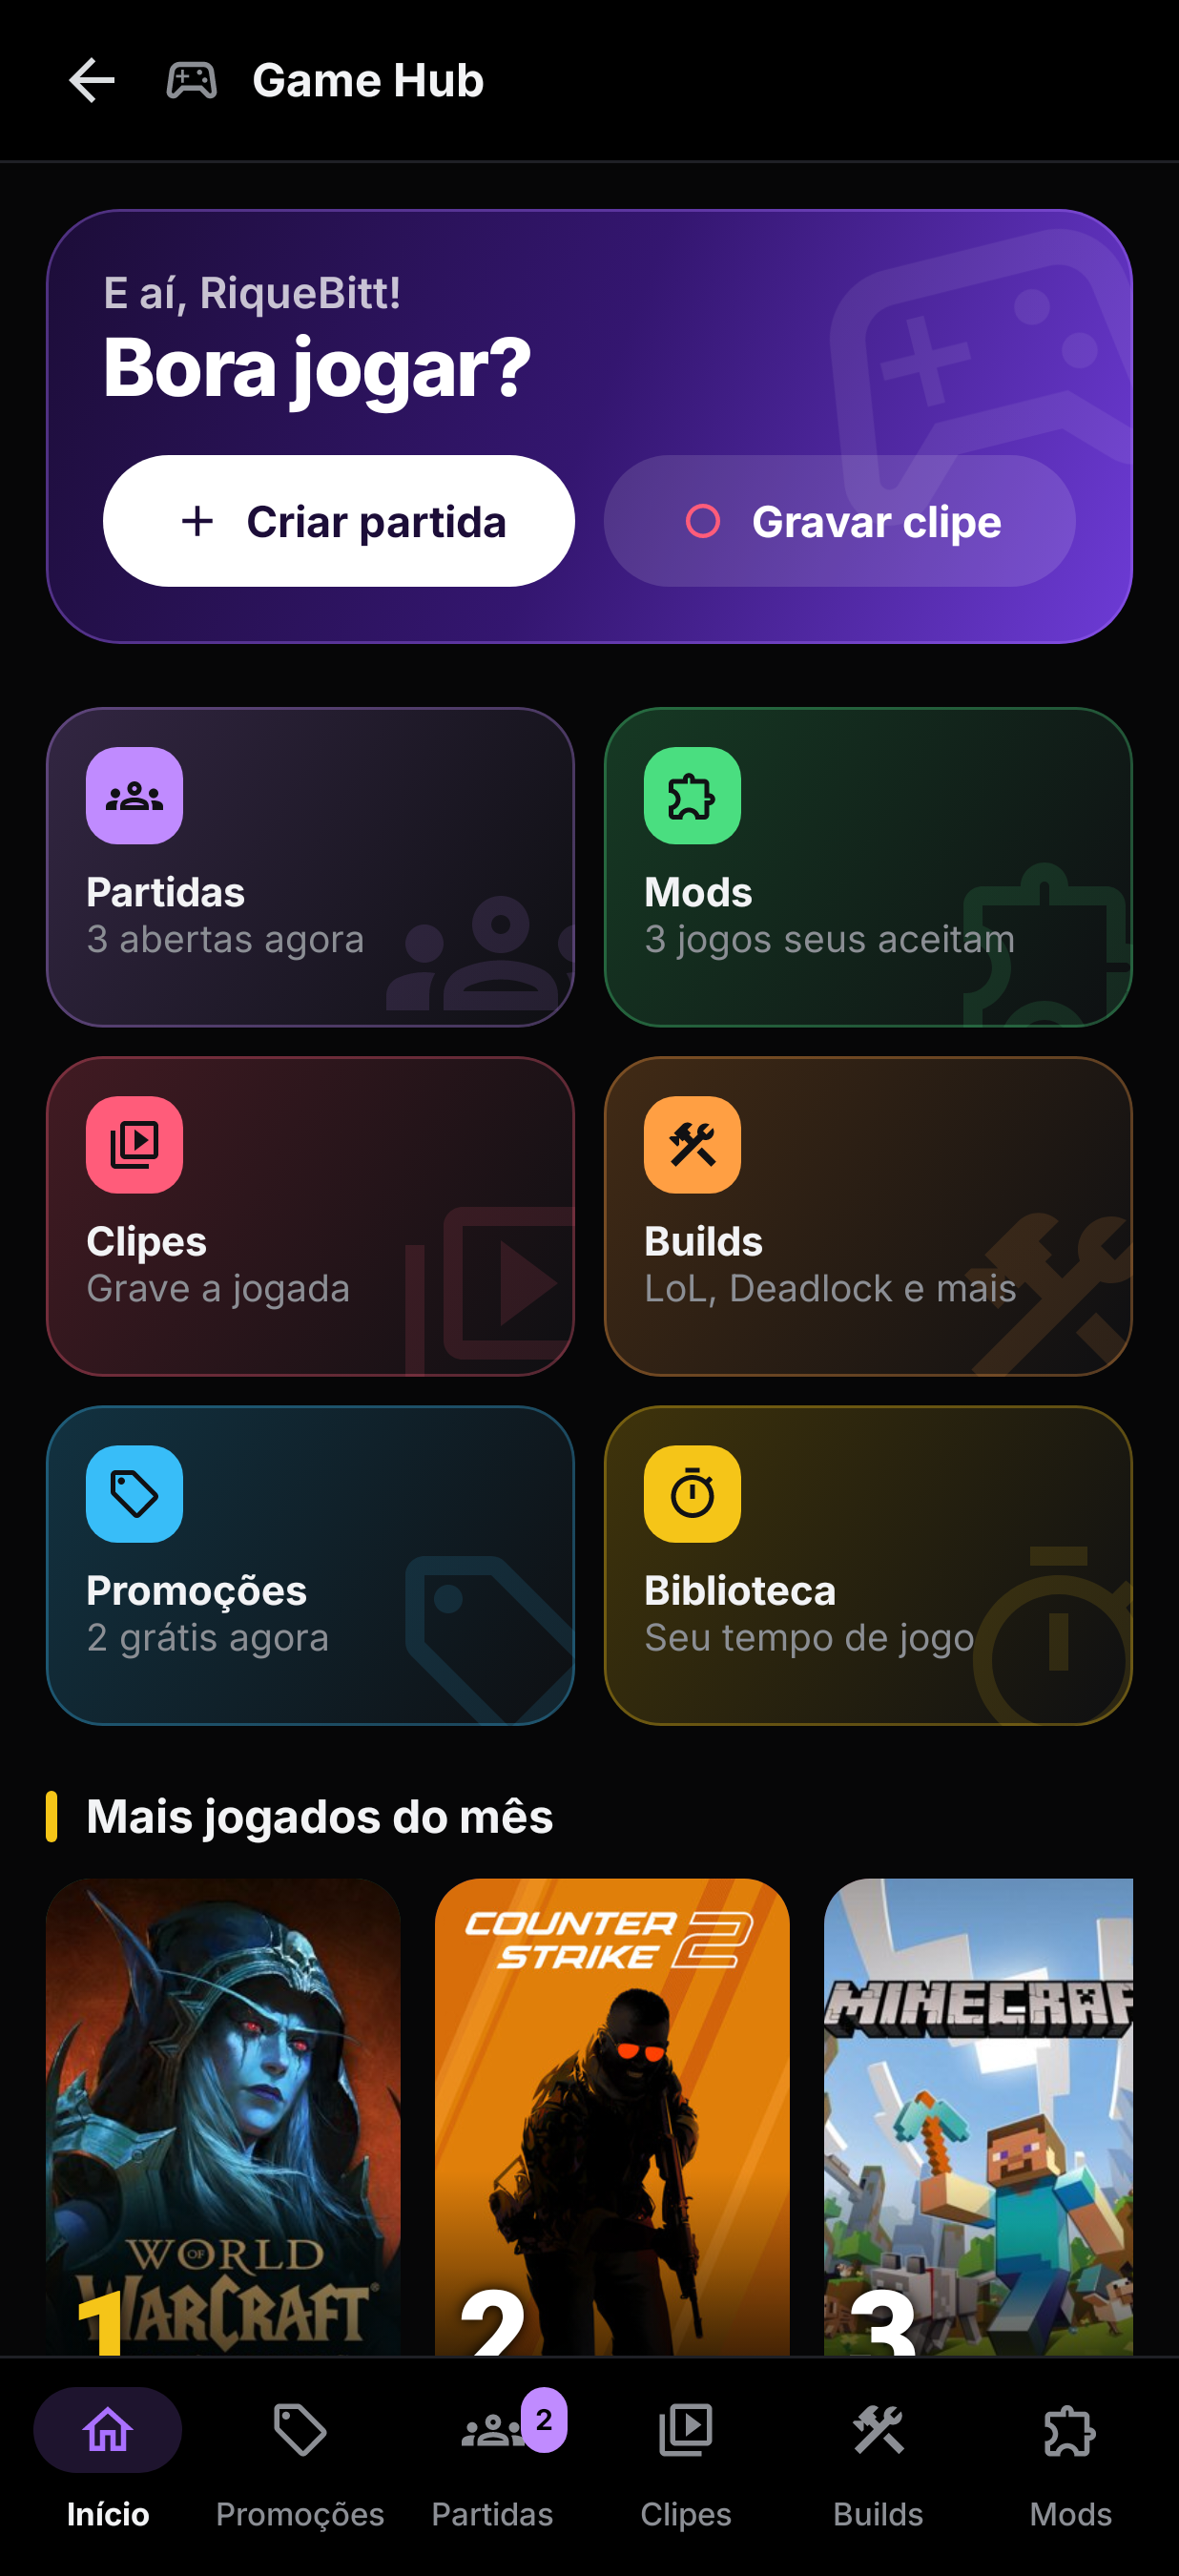 Game Hub
E aí, RiqueBitt!
Bora jogar?
Criar partida
Gravar clipe
Partidas
3 abertas agora
Mods
3 jogos seus aceitam
Clipes
Grave a jogada
Builds
LoL, Deadlock e mais
Promoções
2 grátis agora
Biblioteca
Seu tempo de jogo
Mais jogados do mês
WORLD
OF
WARCRAFT®
1
COUNTER
STRIKE 2
2
MINECRAF
3
2
Início
Promoções
Partidas
Clipes
Builds
Mods